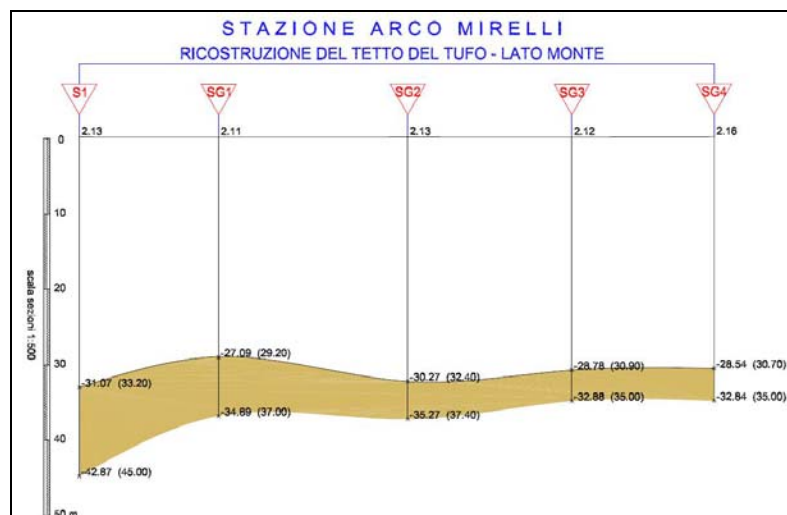 STAZIONE ARCO MIRELLI
RICOSTRUZIONE DEL TETTO DEL TUFO - LATO MONTE
S1 SG1 SG2 SG3 SG4
2.13 2.11 2.13 2.12 2.16
0
10
20
scala sezioni 1:500
30
40
50 m
-31.07 (33.20)
-27.09 (29.20)
-30.27 (32.40)
-28.78 (30.90)
-28.54 (30.70)
-42.87 (45.00)
-34.89 (37.00)
-35.27 (37.40)
-32.88 (35.00)
-32.84 (35.00)